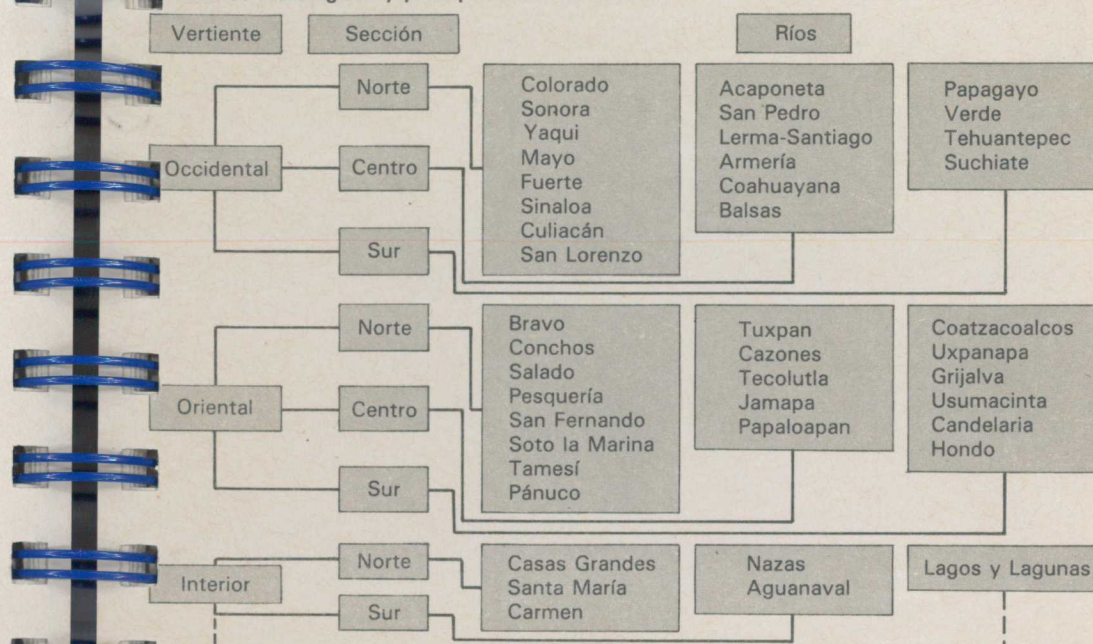 Vertiente
Sección
Ríos
Occidental
Norte
Colorado
Sonora
Yaqui
Mayo
Fuerte
Sinaloa
Culiacán
San Lorenzo
Centro
Acaponeta
San Pedro
Lerma-Santiago
Armería
Coahuayana
Balsas
Sur
Papagayo
Verde
Tehuantepec
Suchiate
Oriental
Norte
Bravo
Conchos
Salado
Pesquería
San Fernando
Soto la Marina
Tamesí
Pánuco
Centro
Tuxpan
Cazones
Tecolutla
Jamapa
Papaloapan
Sur
Coatzacoalcos
Uxpanapa
Grijalva
Usumacinta
Candelaria
Hondo
Interior
Norte
Casas Grandes
Santa María
Carmen
Sur
Nazas
Aguanaval
Lagos y Lagunas